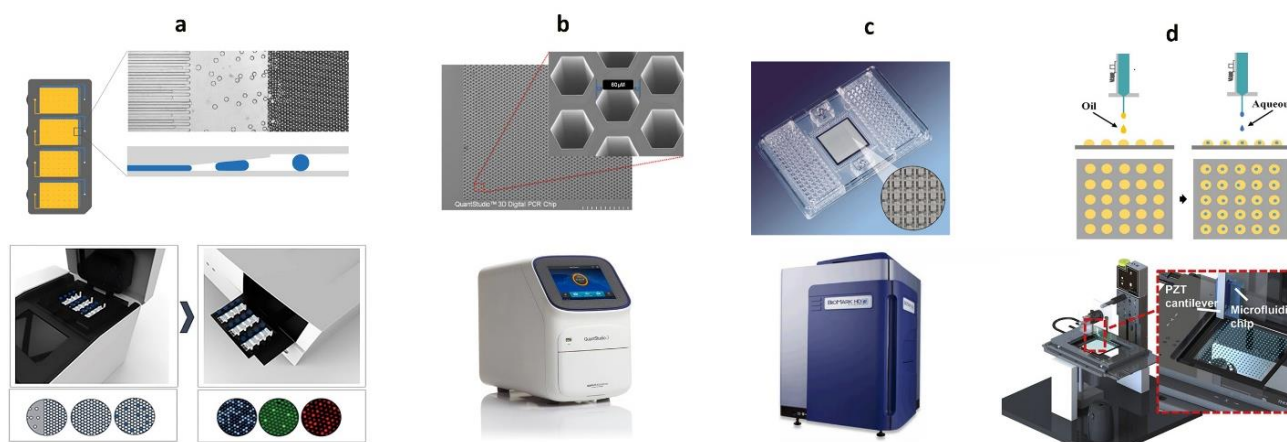 a
b
c
d
60 µM
QuantStudio™ 3D Digital PCR Chip
Oil
Aqueou
BIOMARK HD
QuantStudio 3
PZT
cantilever
Microfluidi
chip